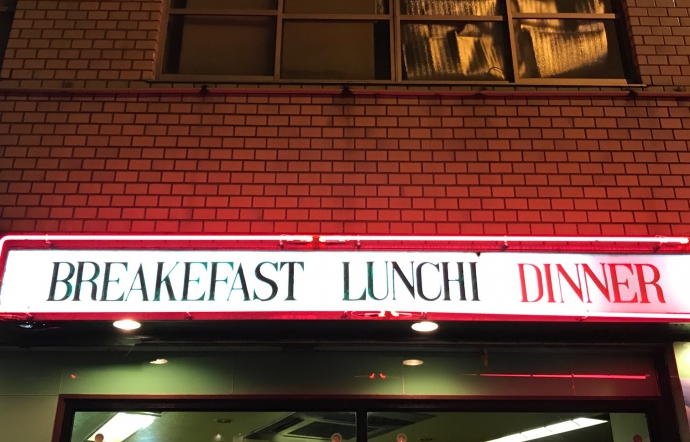 BREAKEFAST LUNCHI DINNER